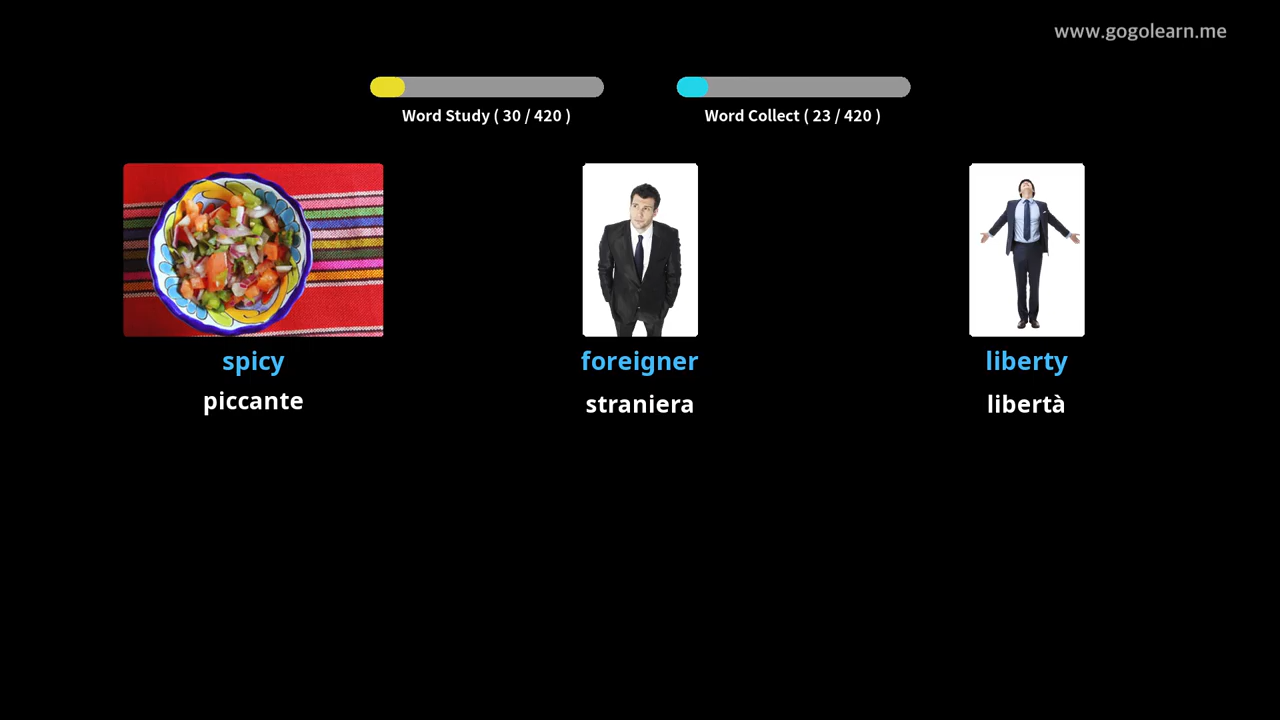 www.gogolearn.me
Word Study ( 30 / 420 )
Word Collect ( 23 / 420 )
spicy
foreigner
liberty
piccante
straniera
libertà